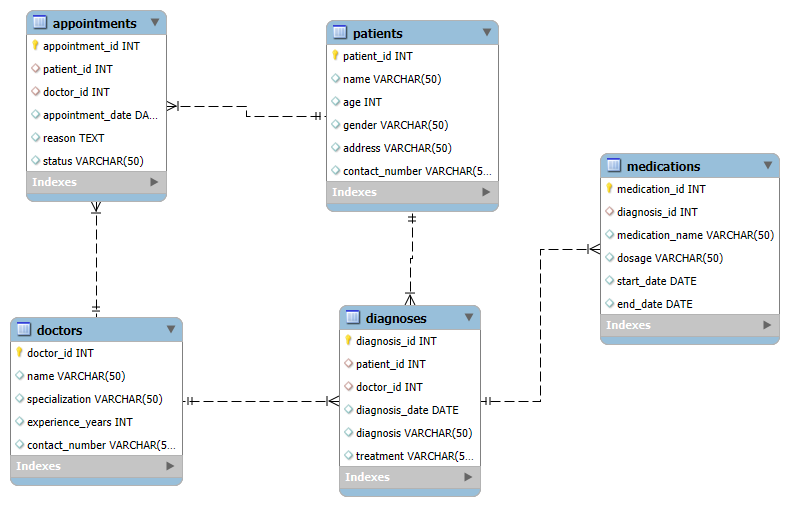 appointments
appointment_id INT
patient_id INT
doctor_id INT
appointment_date DA...
reason TEXT
status VARCHAR(50)
Indexes
patients
patient_id INT
name VARCHAR(50)
age INT
gender VARCHAR(50)
address VARCHAR(50)
contact_number VARCHAR(5...
Indexes
medications
medication_id INT
diagnosis_id INT
medication_name VARCHAR(50)
dosage VARCHAR(50)
start_date DATE
end_date DATE
Indexes
doctors
doctor_id INT
name VARCHAR(50)
specialization VARCHAR(50)
experience_years INT
contact_number VARCHAR(5...
Indexes
diagnoses
diagnosis_id INT
patient_id INT
doctor_id INT
diagnosis_date DATE
diagnosis VARCHAR(50)
treatment VARCHAR(5...
Indexes